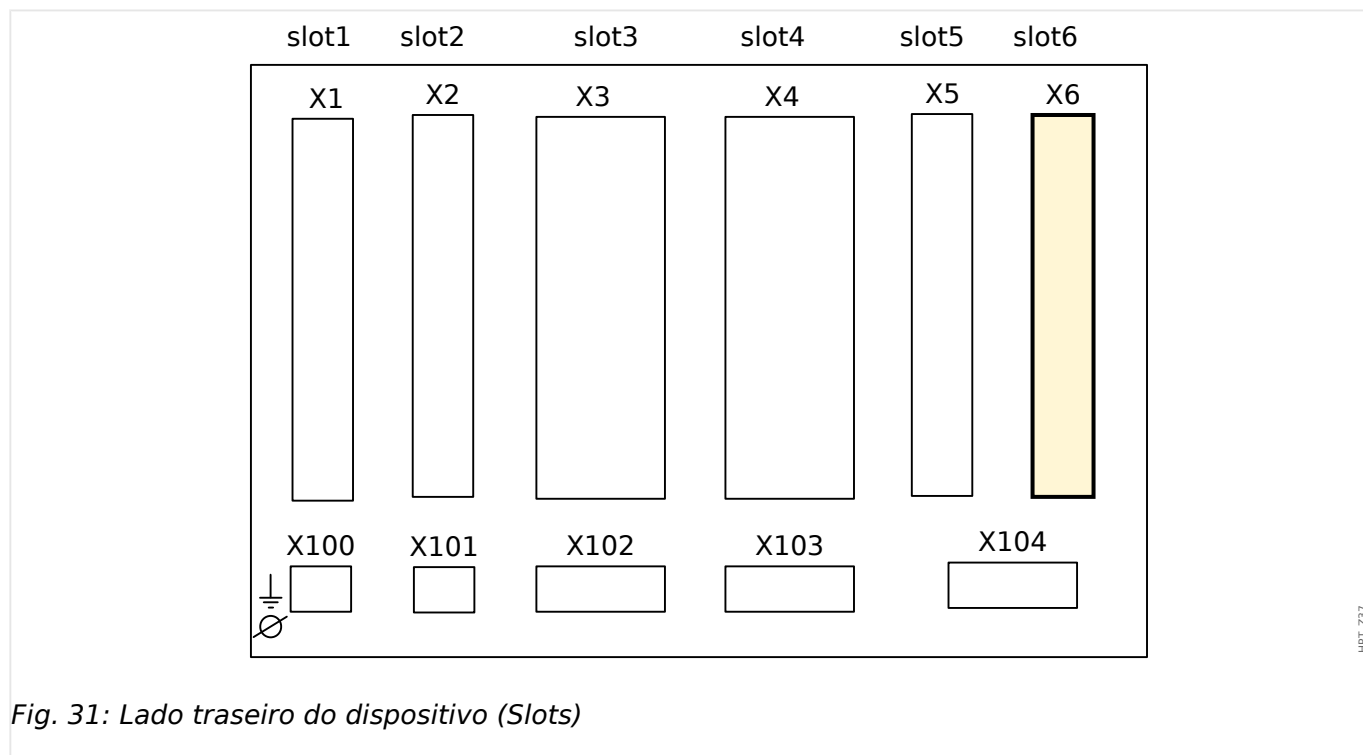 slot1 slot2 slot3 slot4 slot5 slot6
X1 X2 X3 X4 X5 X6
X100 X101 X102 X103 X104
Fig. 31: Lado traseiro do dispositivo (Slots)